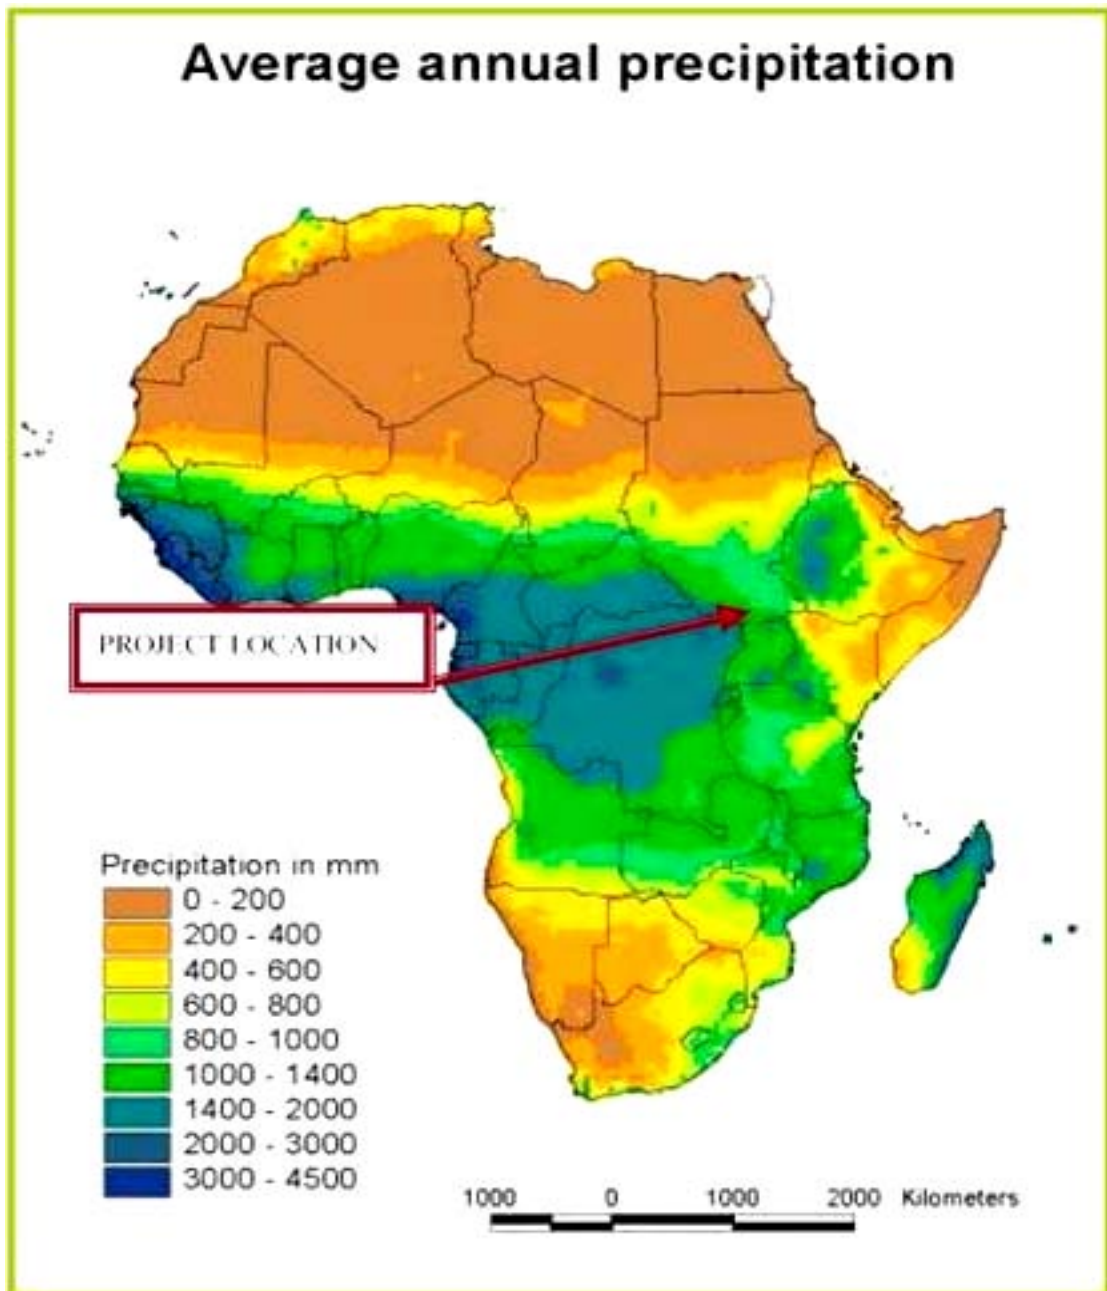 Average annual precipitation
PROJECT LOCATION
Precipitation in mm
0 - 200
200 - 400
400 - 600
600 - 800
800 - 1000
1000 - 1400
1400 - 2000
2000 - 3000
3000 - 4500
1000 0 1000 2000 Kilometers